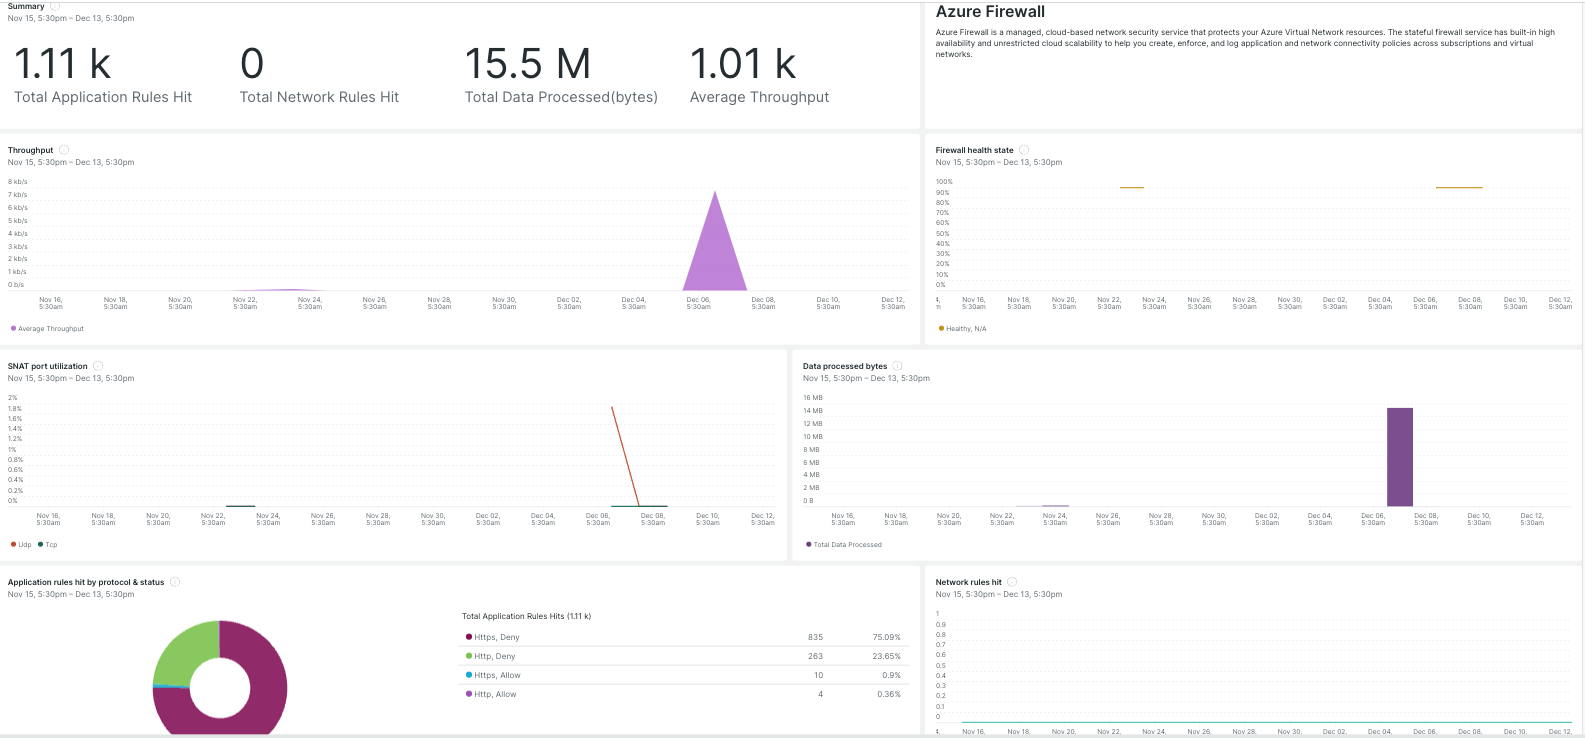 Summary
Nov 15, 5:30pm – Dec 13, 5:30pm
1.11 k
Total Application Rules Hit
0
Total Network Rules Hit
15.5 M
Total Data Processed(bytes)
1.01 k
Average Throughput
Azure Firewall
Azure Firewall is a managed, cloud-based network security service that protects your Azure Virtual Network resources. The stateful firewall service has built-in high
availability and unrestricted cloud scalability to help you create, enforce, and log application and network connectivity policies across subscriptions and virtual
networks.
Throughput
Nov 15, 5:30pm – Dec 13, 5:30pm
8 kb/s
7 kb/s
6 kb/s
5 kb/s
4 kb/s
3 kb/s
2 kb/s
1 kb/s
0 b/s
Nov 16, Nov 18, Nov 20, Nov 22, Nov 24, Nov 26, Nov 28, Nov 30, Dec 02, Dec 04, Dec 06, Dec 08, Dec 10, Dec 12,
5:30am 5:30am 5:30am 5:30am 5:30am 5:30am 5:30am 5:30am 5:30am 5:30am 5:30am 5:30am 5:30am 5:30am
Average Throughput
Firewall health state
Nov 15, 5:30pm – Dec 13, 5:30pm
100%
90%
80%
70%
60%
50%
40%
30%
20%
10%
0%
4, Nov 16, Nov 18, Nov 20, Nov 22, Nov 24, Nov 26, Nov 28, Nov 30, Dec 02, Dec 04, Dec 06, Dec 08, Dec 10, Dec 12,
5:30am 5:30am 5:30am 5:30am 5:30am 5:30am 5:30am 5:30am 5:30am 5:30am 5:30am 5:30am 5:30am 5:30am
Healthy, N/A
SNAT port utilization
Nov 15, 5:30pm – Dec 13, 5:30pm
2%
1.8%
1.6%
1.4%
1.2%
1%
0.8%
0.6%
0.4%
0.2%
0%
Nov 16, Nov 18, Nov 20, Nov 22, Nov 24, Nov 26, Nov 28, Nov 30, Dec 02, Dec 04, Dec 06, Dec 08, Dec 10, Dec 12,
5:30am 5:30am 5:30am 5:30am 5:30am 5:30am 5:30am 5:30am 5:30am 5:30am 5:30am 5:30am 5:30am 5:30am
Udp Tcp
Data processed bytes
Nov 15, 5:30pm – Dec 13, 5:30pm
16 MB
14 MB
12 MB
10 MB
8 MB
6 MB
4 MB
2 MB
0 B
Nov 16, Nov 18, Nov 20, Nov 22, Nov 24, Nov 26, Nov 28, Nov 30, Dec 02, Dec 04, Dec 06, Dec 08, Dec 10, Dec 12,
5:30am 5:30am 5:30am 5:30am 5:30am 5:30am 5:30am 5:30am 5:30am 5:30am 5:30am 5:30am 5:30am 5:30am
Total Data Processed
Application rules hit by protocol & status
Nov 15, 5:30pm – Dec 13, 5:30pm
Total Application Rules Hits (1.11 k)
Https, Deny 835 75.09%
Http, Deny 263 23.65%
Https, Allow 10 0.9%
Http, Allow 4 0.36%
Network rules hit
Nov 15, 5:30pm – Dec 13, 5:30pm
1
0.9
0.8
0.7
0.6
0.5
0.4
0.3
0.2
0.1
0
4, Nov 16, Nov 18, Nov 20, Nov 22, Nov 24, Nov 26, Nov 28, Nov 30, Dec 02, Dec 04, Dec 06, Dec 08, Dec 10, Dec 12,